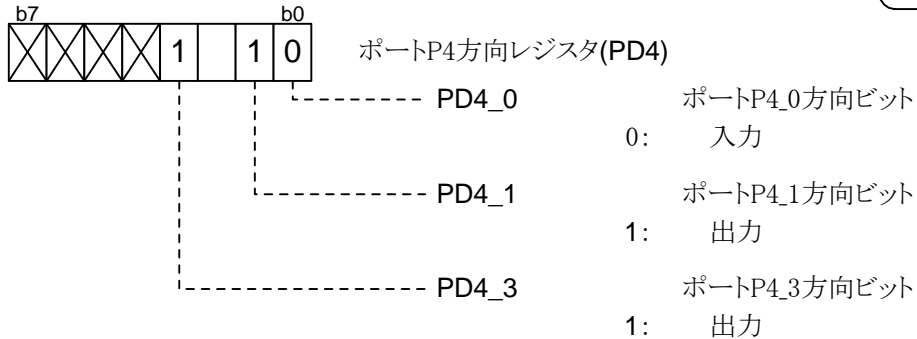 b7 b0
1 1 0 ポートP4方向レジスタ(PD4)
PD4_0 ポートP4_0方向ビット
0: 入力
PD4_1 ポートP4_1方向ビット
1: 出力
PD4_3 ポートP4_3方向ビット
1: 出力